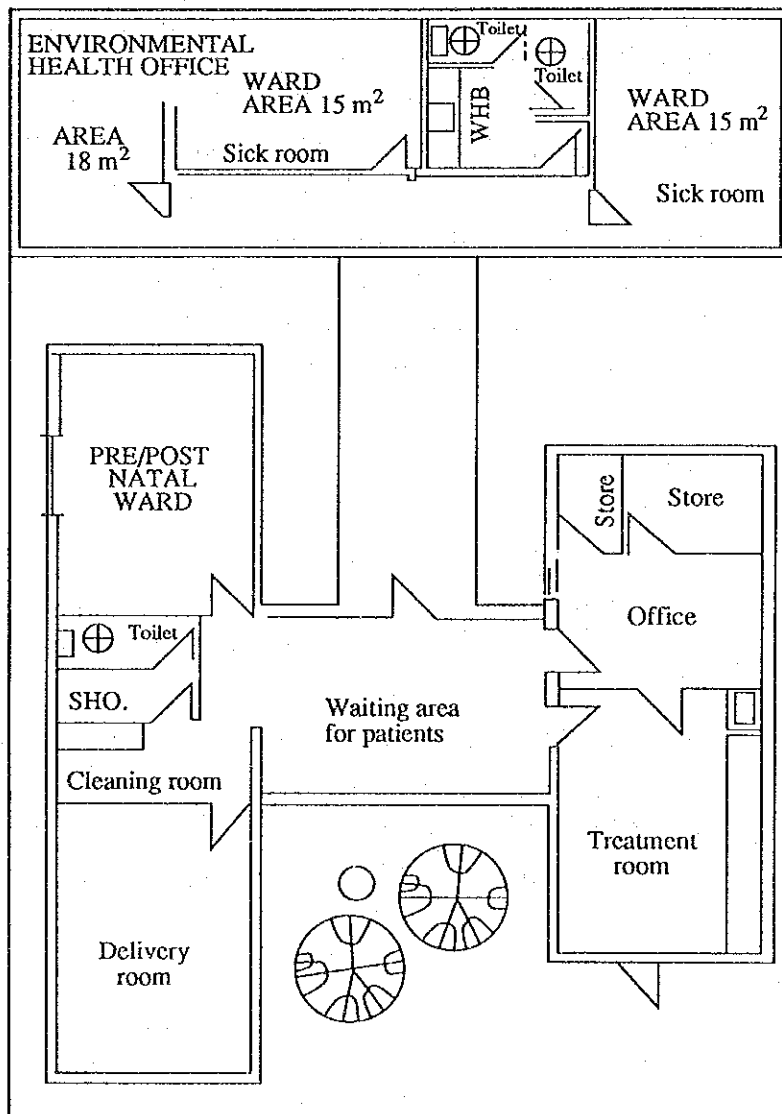 ENVIRONMENTAL
HEALTH OFFICE
AREA
18 m²
WARD
AREA 15 m²
Sick room
Toilet
Toilet
WHB
WARD
AREA 15 m²
Sick room
PRE/POST
NATAL
WARD
Toilet
SHO.
Cleaning room
Delivery
room
Waiting area
for patients
Store
Store
Office
Treatment
room